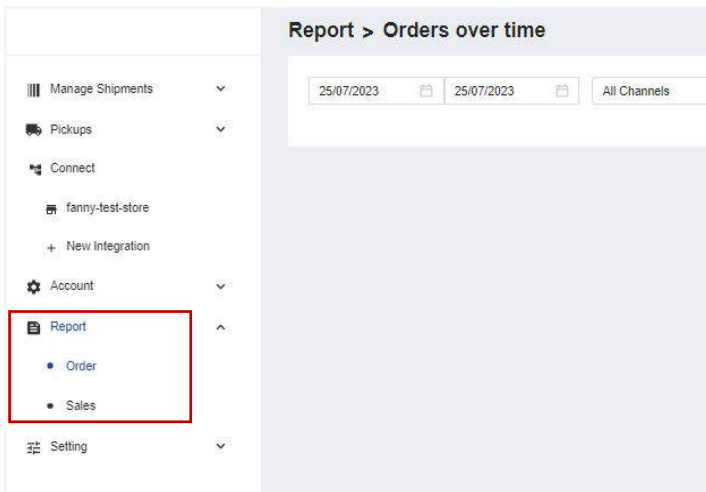 Report > Orders over time
25/07/2023 25/07/2023 All Channels
Manage Shipments
Pickups
Connect
fanny-test-store
+ New Integration
Account
Report
Order
Sales
Setting